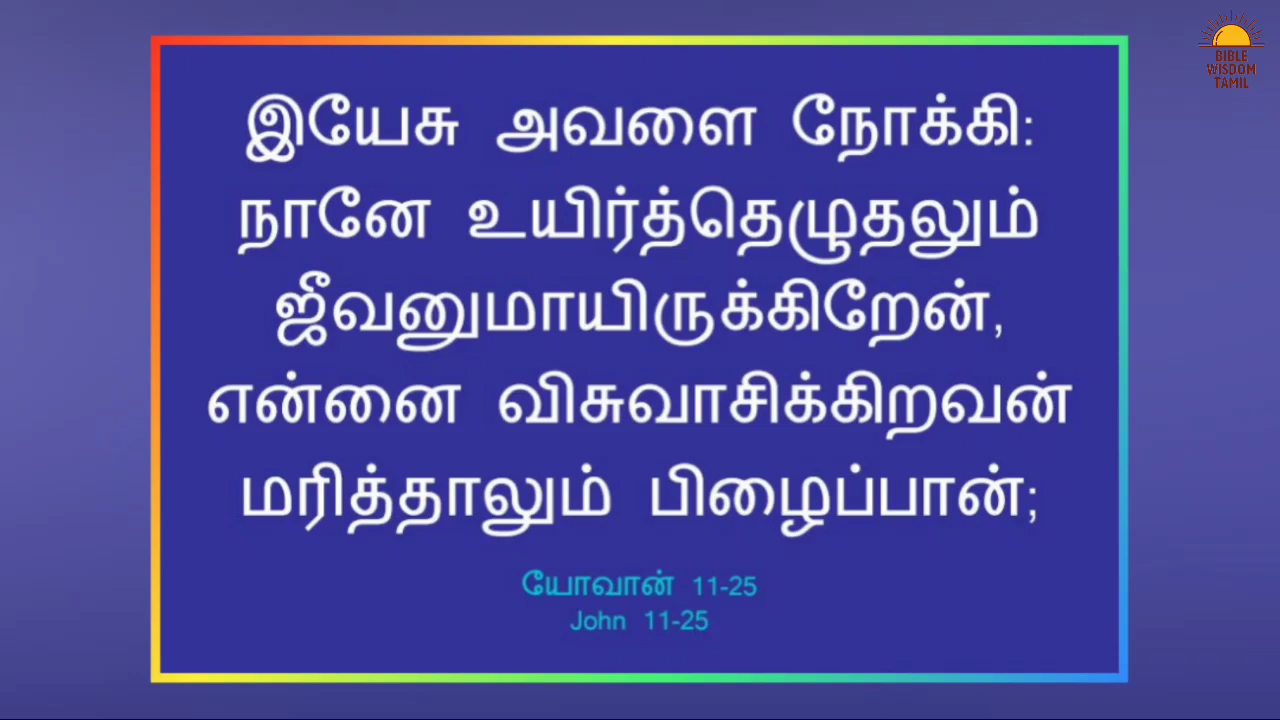 BIBLE
WISDOM
TAMIL
இயேசு அவளை நோக்கி:
நானே உயிர்த்தெழுதலும்
ஜீவனுமாயிருக்கிறேன்,
என்னை விசுவாசிக்கிறவன்
மரித்தாலும் பிழைப்பான்;
யோவான் 11-25
John 11-25